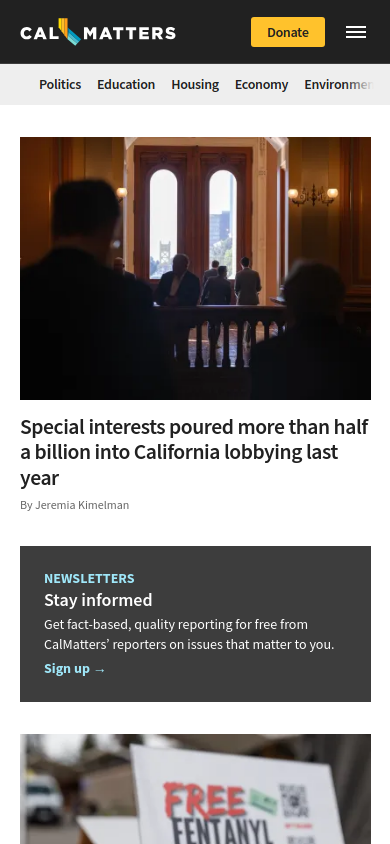 CALMATTERS
Donate
Politics Education Housing Economy Environmen
Special interests poured more than half
a billion into California lobbying last
year
By Jeremia Kimelman
NEWSLETTERS
Stay informed
Get fact-based, quality reporting for free from
CalMatters’ reporters on issues that matter to you.
Sign up →
FREE
FENTANYL